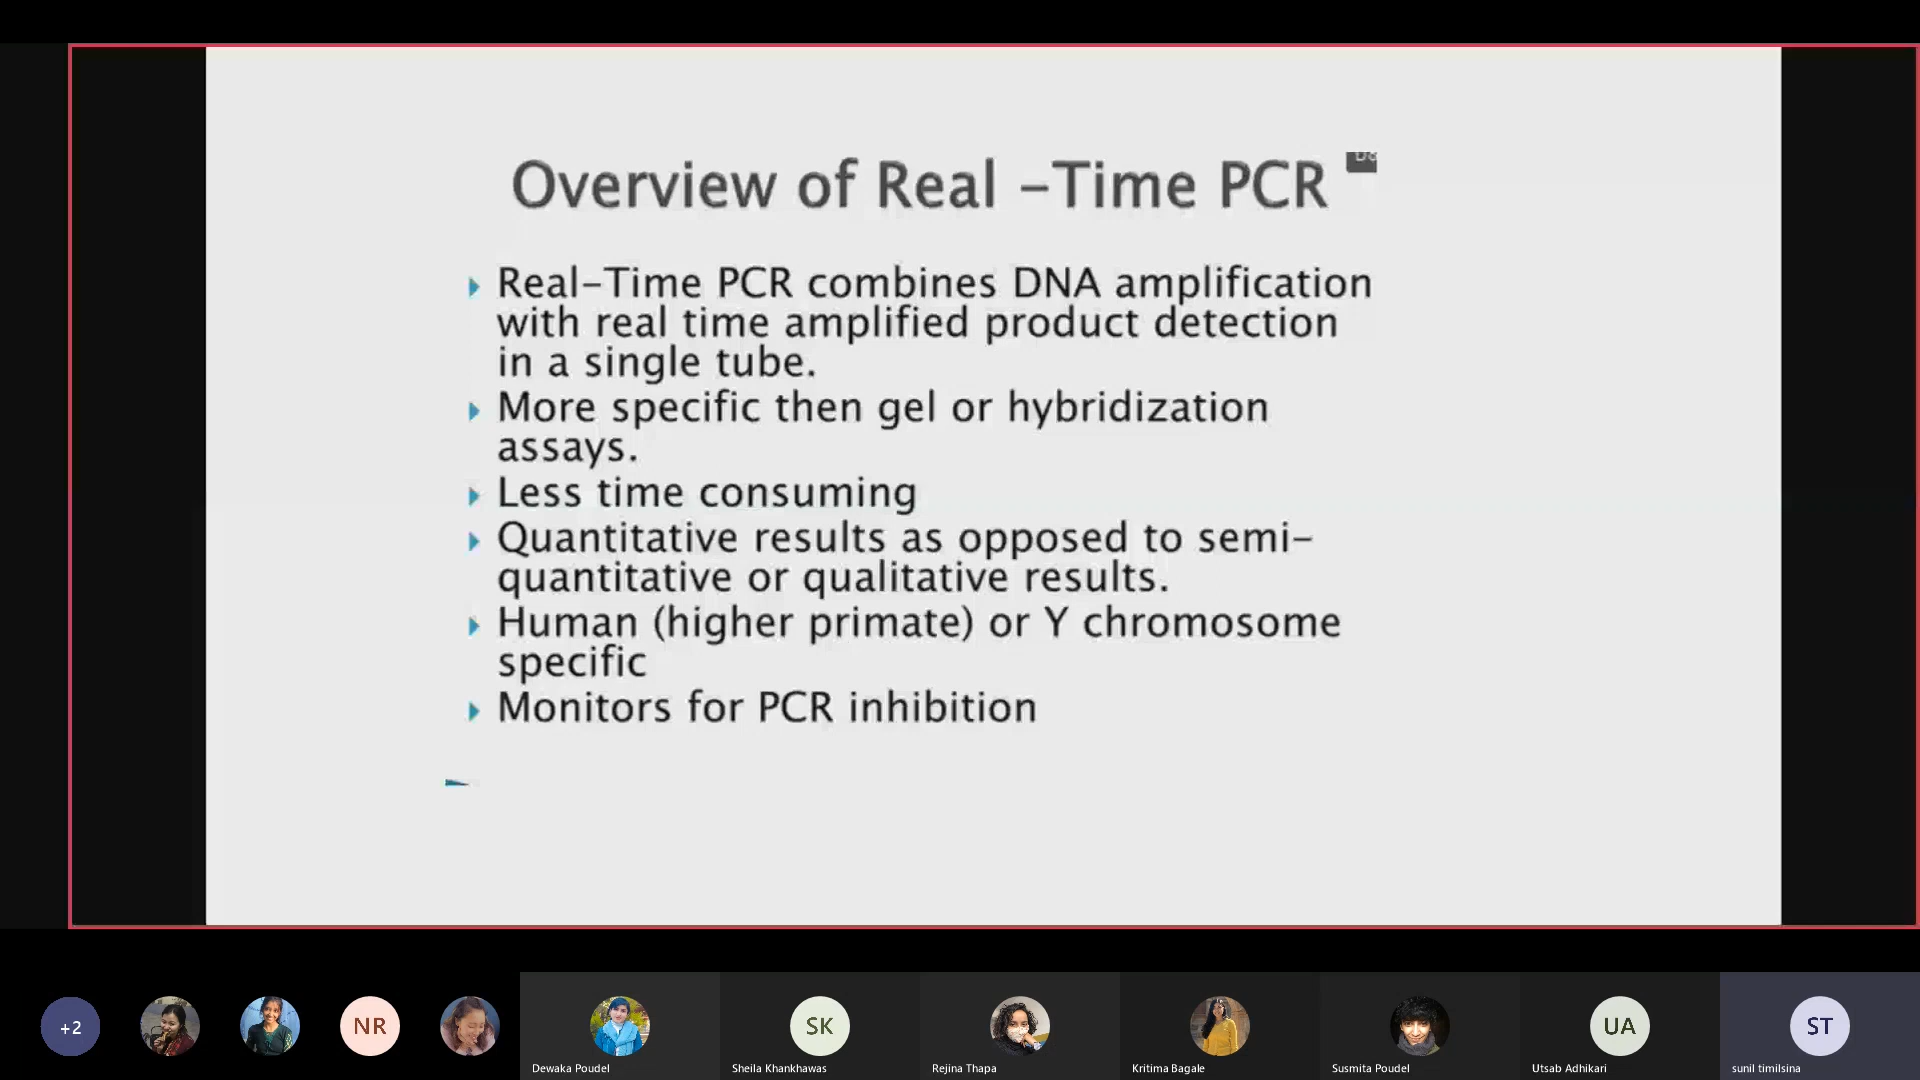 Overview of Real -Time PCR
Real-Time PCR combines DNA amplification
with real time amplified product detection
in a single tube.
More specific then gel or hybridization
assays.
Less time consuming
Quantitative results as opposed to semi-
quantitative or qualitative results.
Human (higher primate) or Y chromosome
specific
Monitors for PCR inhibition
+2
NR
SK
UA
ST
Dewaka Poudel
Sheila Khankhawas
Rejina Thapa
Kritima Bagale
Susmita Poudel
Utsab Adhikari
sunil timilsina